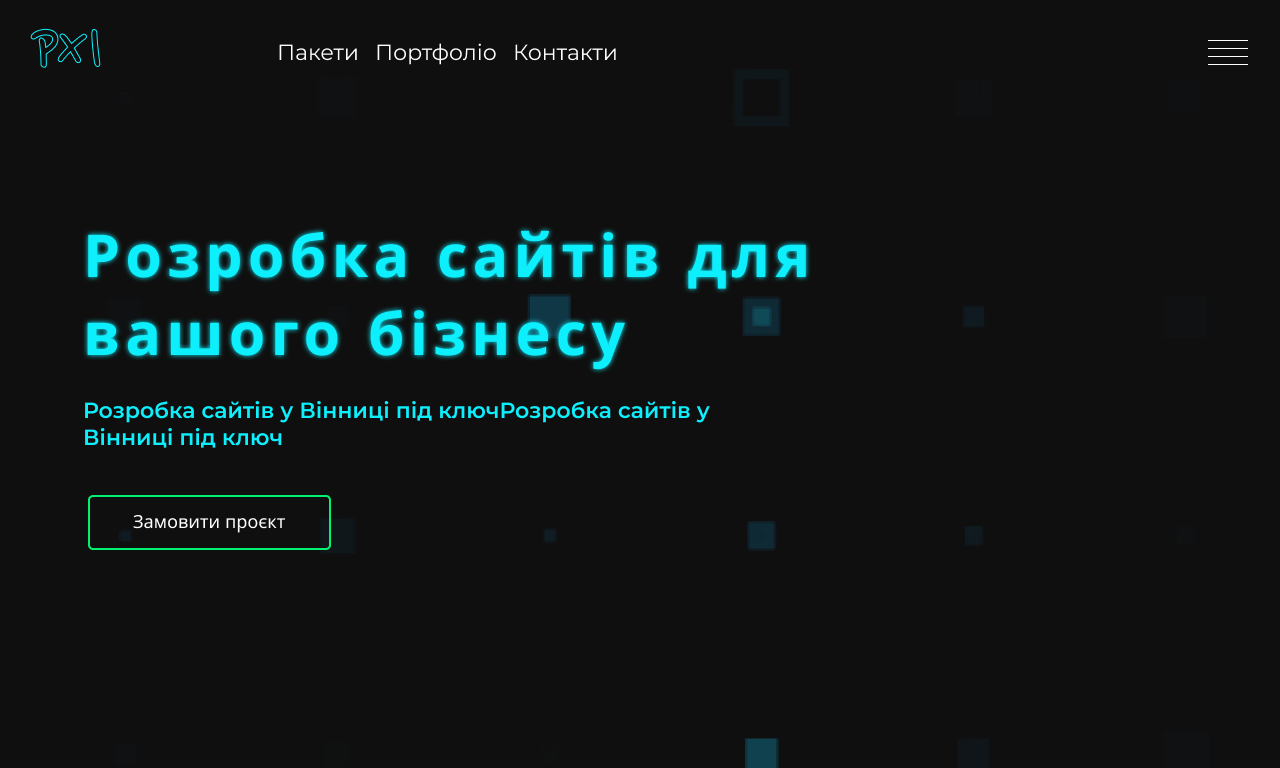 PXL
Пакети Портфоліо Контакти
Розробка сайтів для
вашого бізнесу
Розробка сайтів у Вінниці під ключРозробка сайтів у
Вінниці під ключ
Замовити проєкт